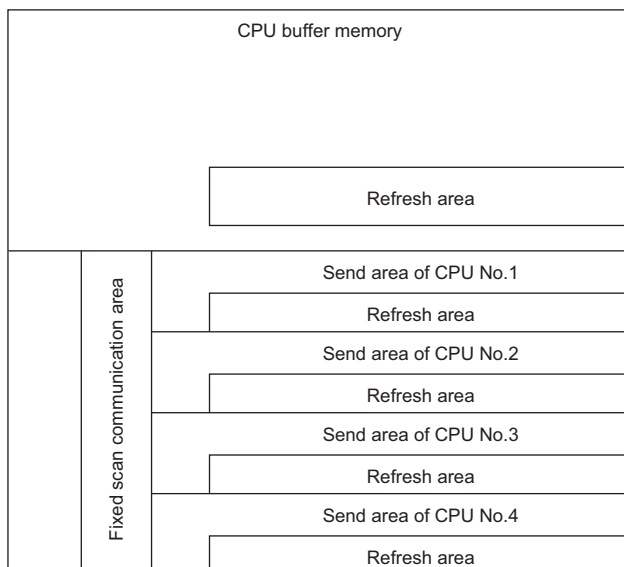 CPU buffer memory
Refresh area
Fixed scan communication area
Send area of CPU No.1
Refresh area
Send area of CPU No.2
Refresh area
Send area of CPU No.3
Refresh area
Send area of CPU No.4
Refresh area